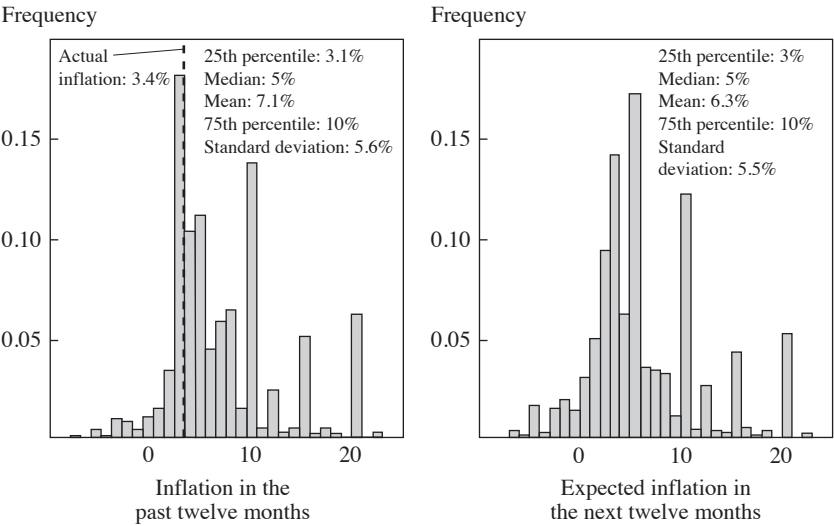 Frequency
Actual
inflation: 3.4%
25th percentile: 3.1%
Median: 5%
Mean: 7.1%
75th percentile: 10%
Standard deviation: 5.6%
0.15
0.10
0.05
0
10
20
Inflation in the
past twelve months
Frequency
25th percentile: 3%
Median: 5%
Mean: 6.3%
75th percentile: 10%
Standard
deviation: 5.5%
0.15
0.10
0.05
0
10
20
Expected inflation in
the next twelve months